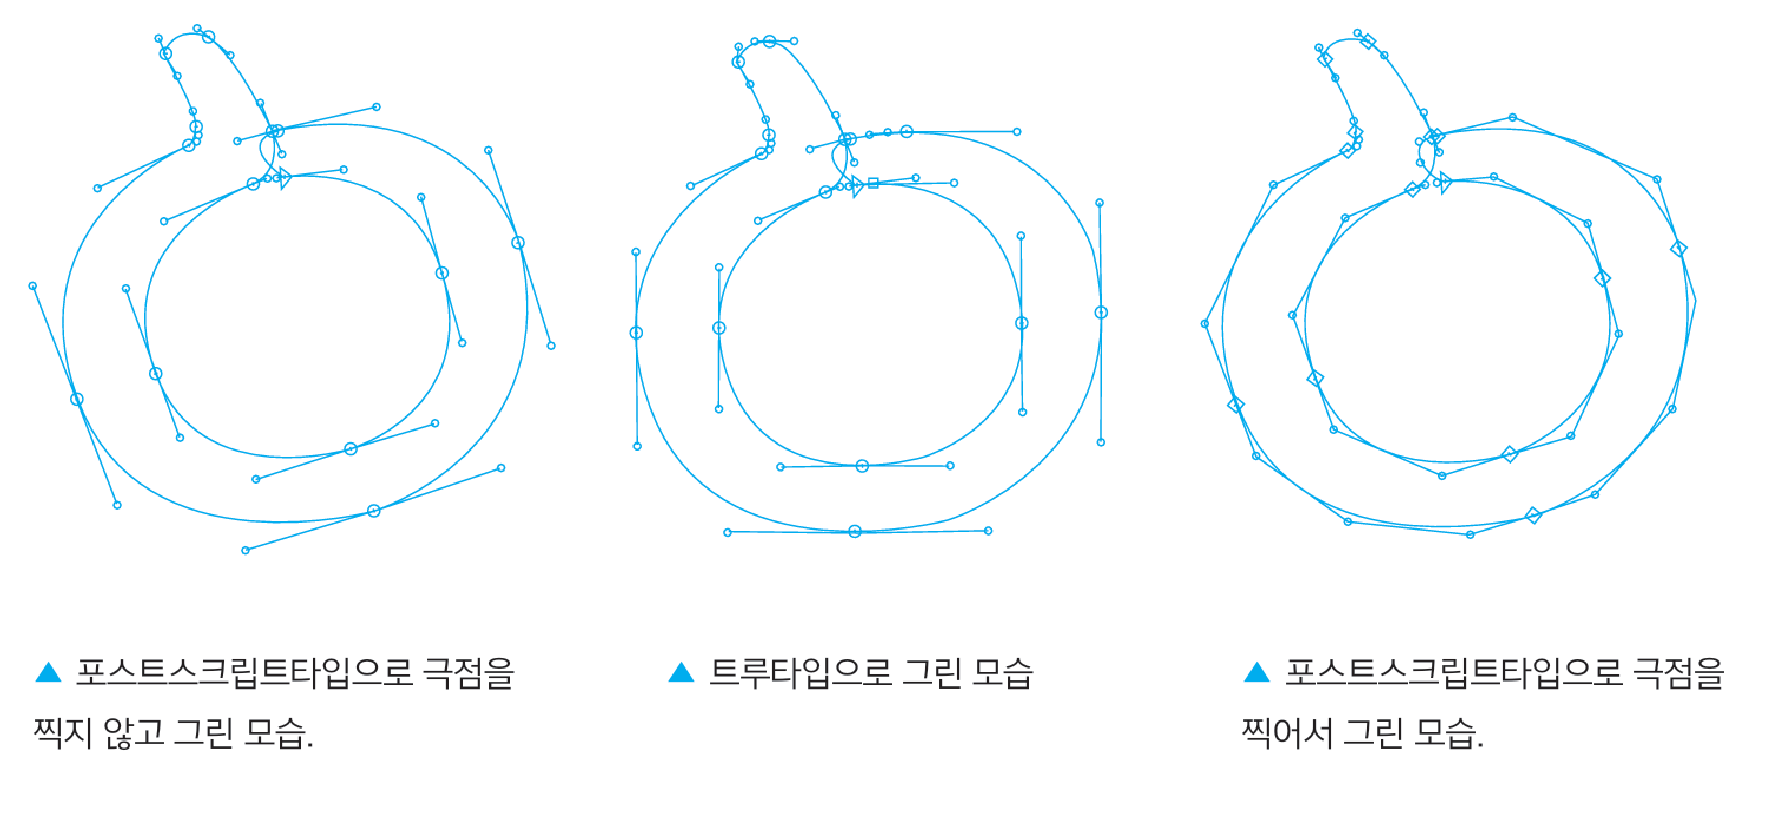 ▲ 포스트스크립트타입으로 극점을
찍지 않고 그린 모습.
▲ 트루타입으로 그린 모습
▲ 포스트스크립트타입으로 극점을
찍어서 그린 모습.